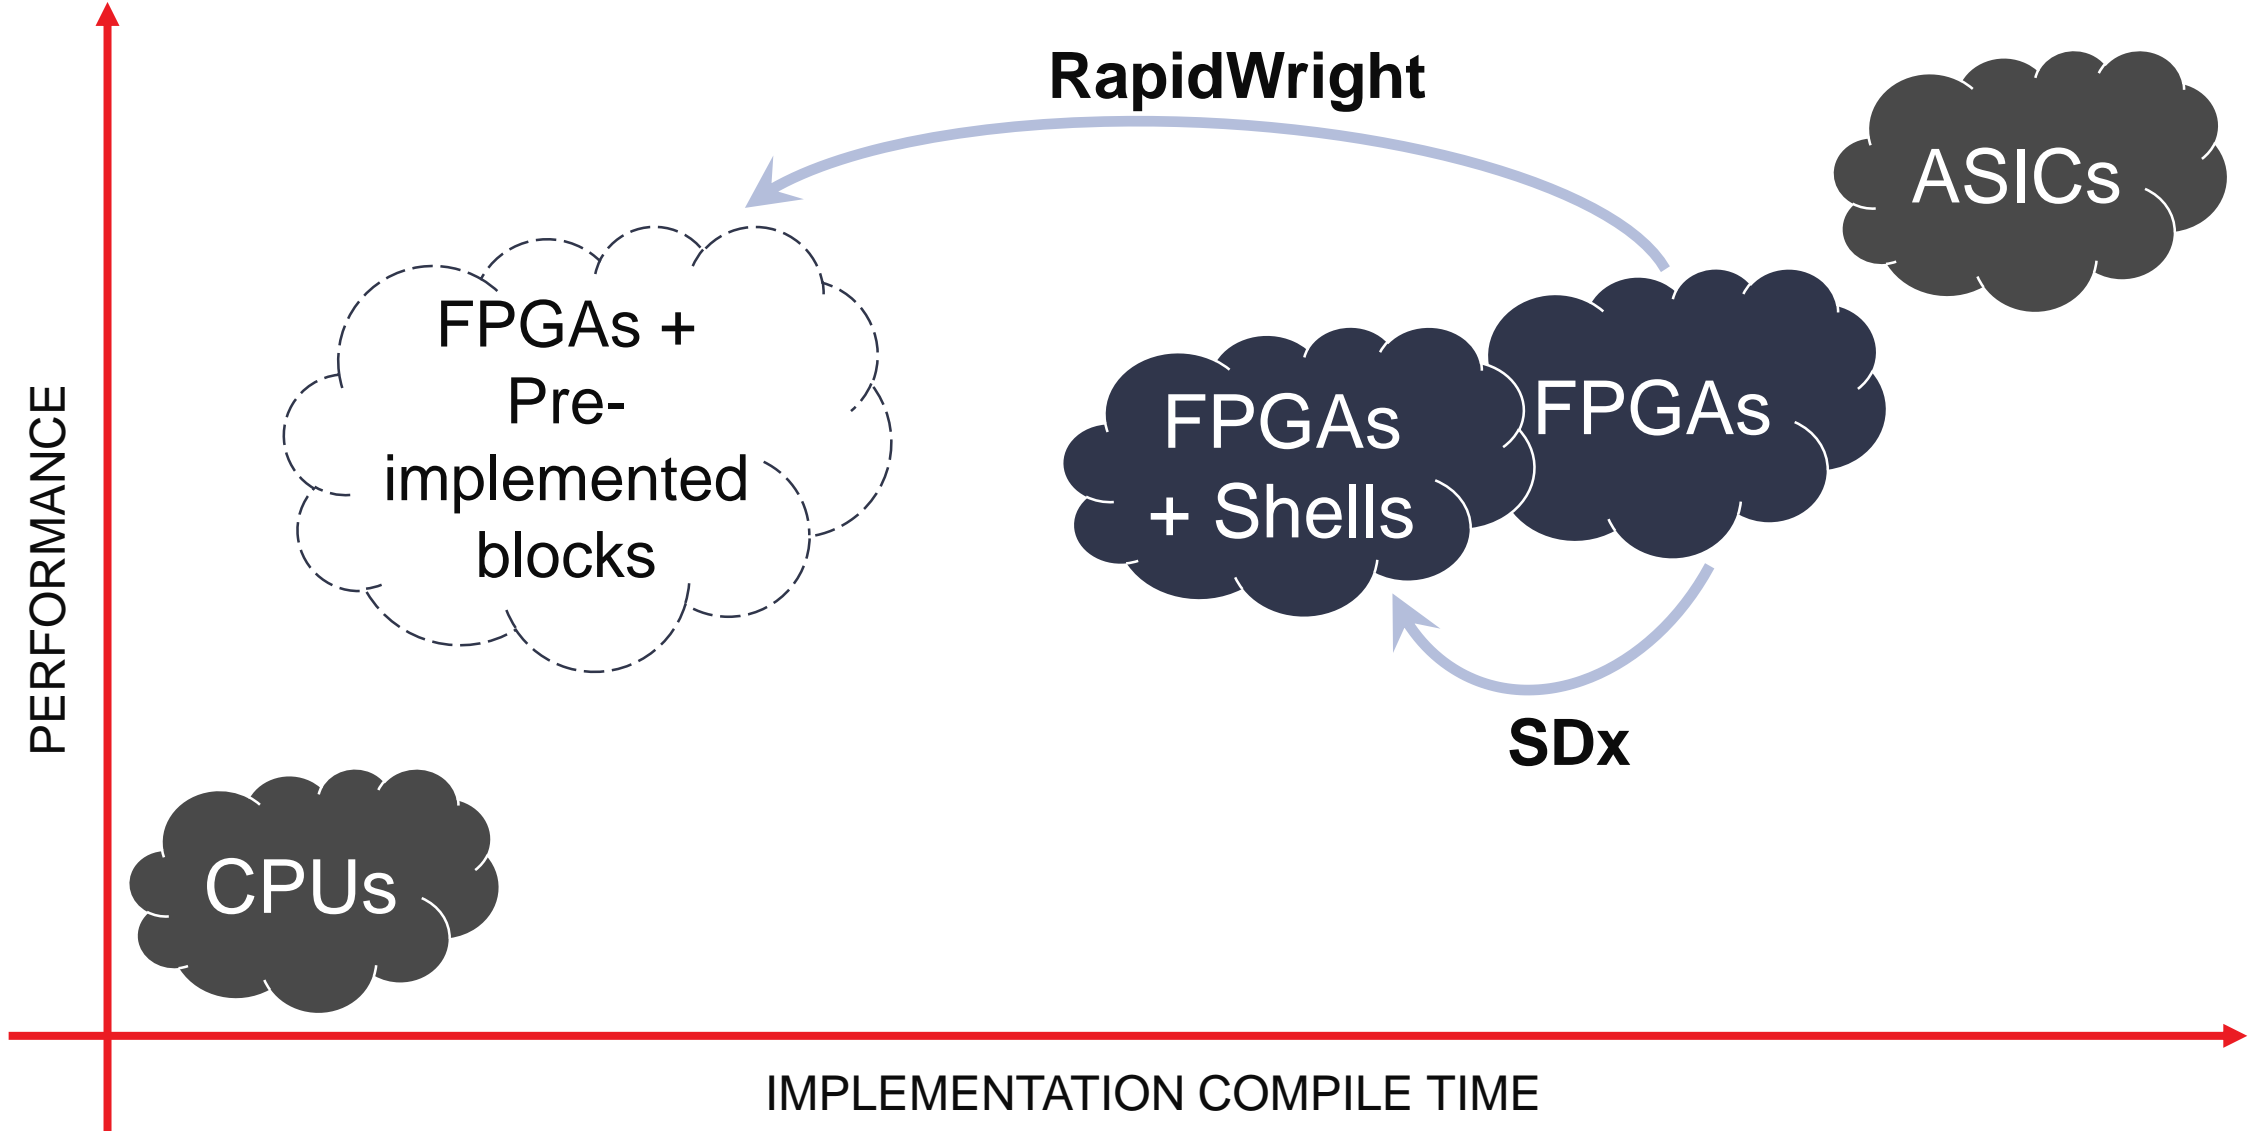 RapidWright
ASICs
FPGAs +
Pre-
implemented
blocks
FPGAs
+ Shells
FPGAs
SDx
CPUs
PERFORMANCE
IMPLEMENTATION COMPILE TIME